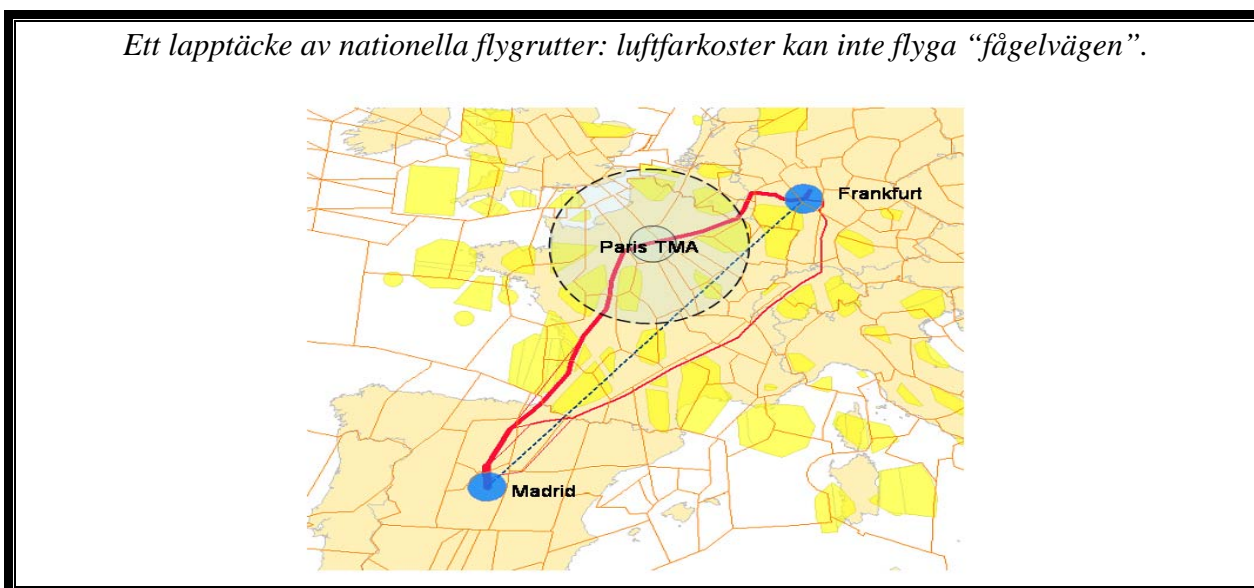 Ett lapptäcke av nationella flygrutter: luftfarkoster kan inte flyga “fågelvägen”.
Frankfurt
Paris TMA
Madrid